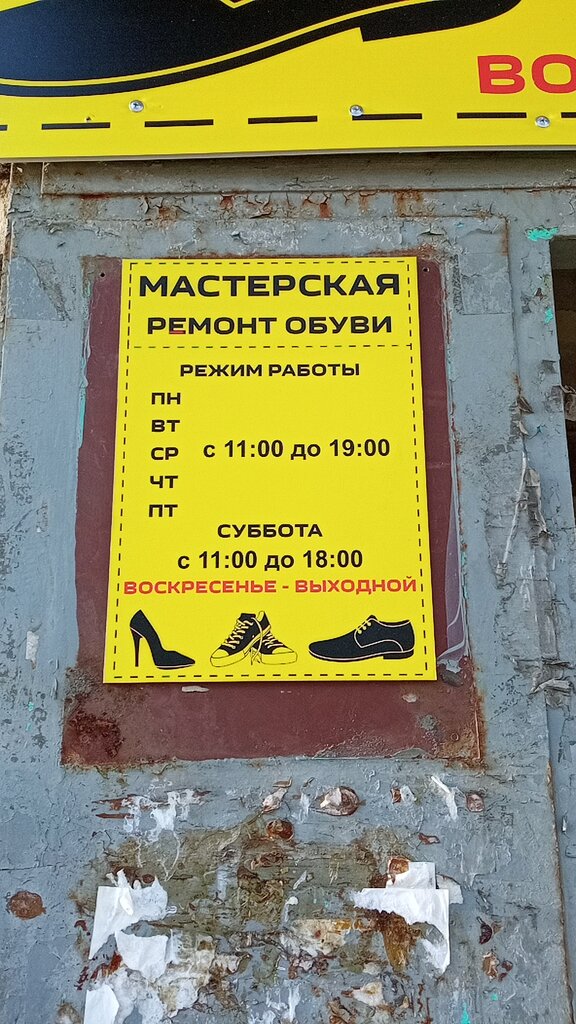 ВО
МАСТЕРСКАЯ
РЕМОНТ ОБУВИ
РЕЖИМ РАБОТЫ
ПН
ВТ
СР с 11:00 до 19:00
ЧТ
ПТ
СУББОТА
с 11:00 до 18:00
ВОСКРЕСЕНЬЕ - ВЫХОДНОЙ